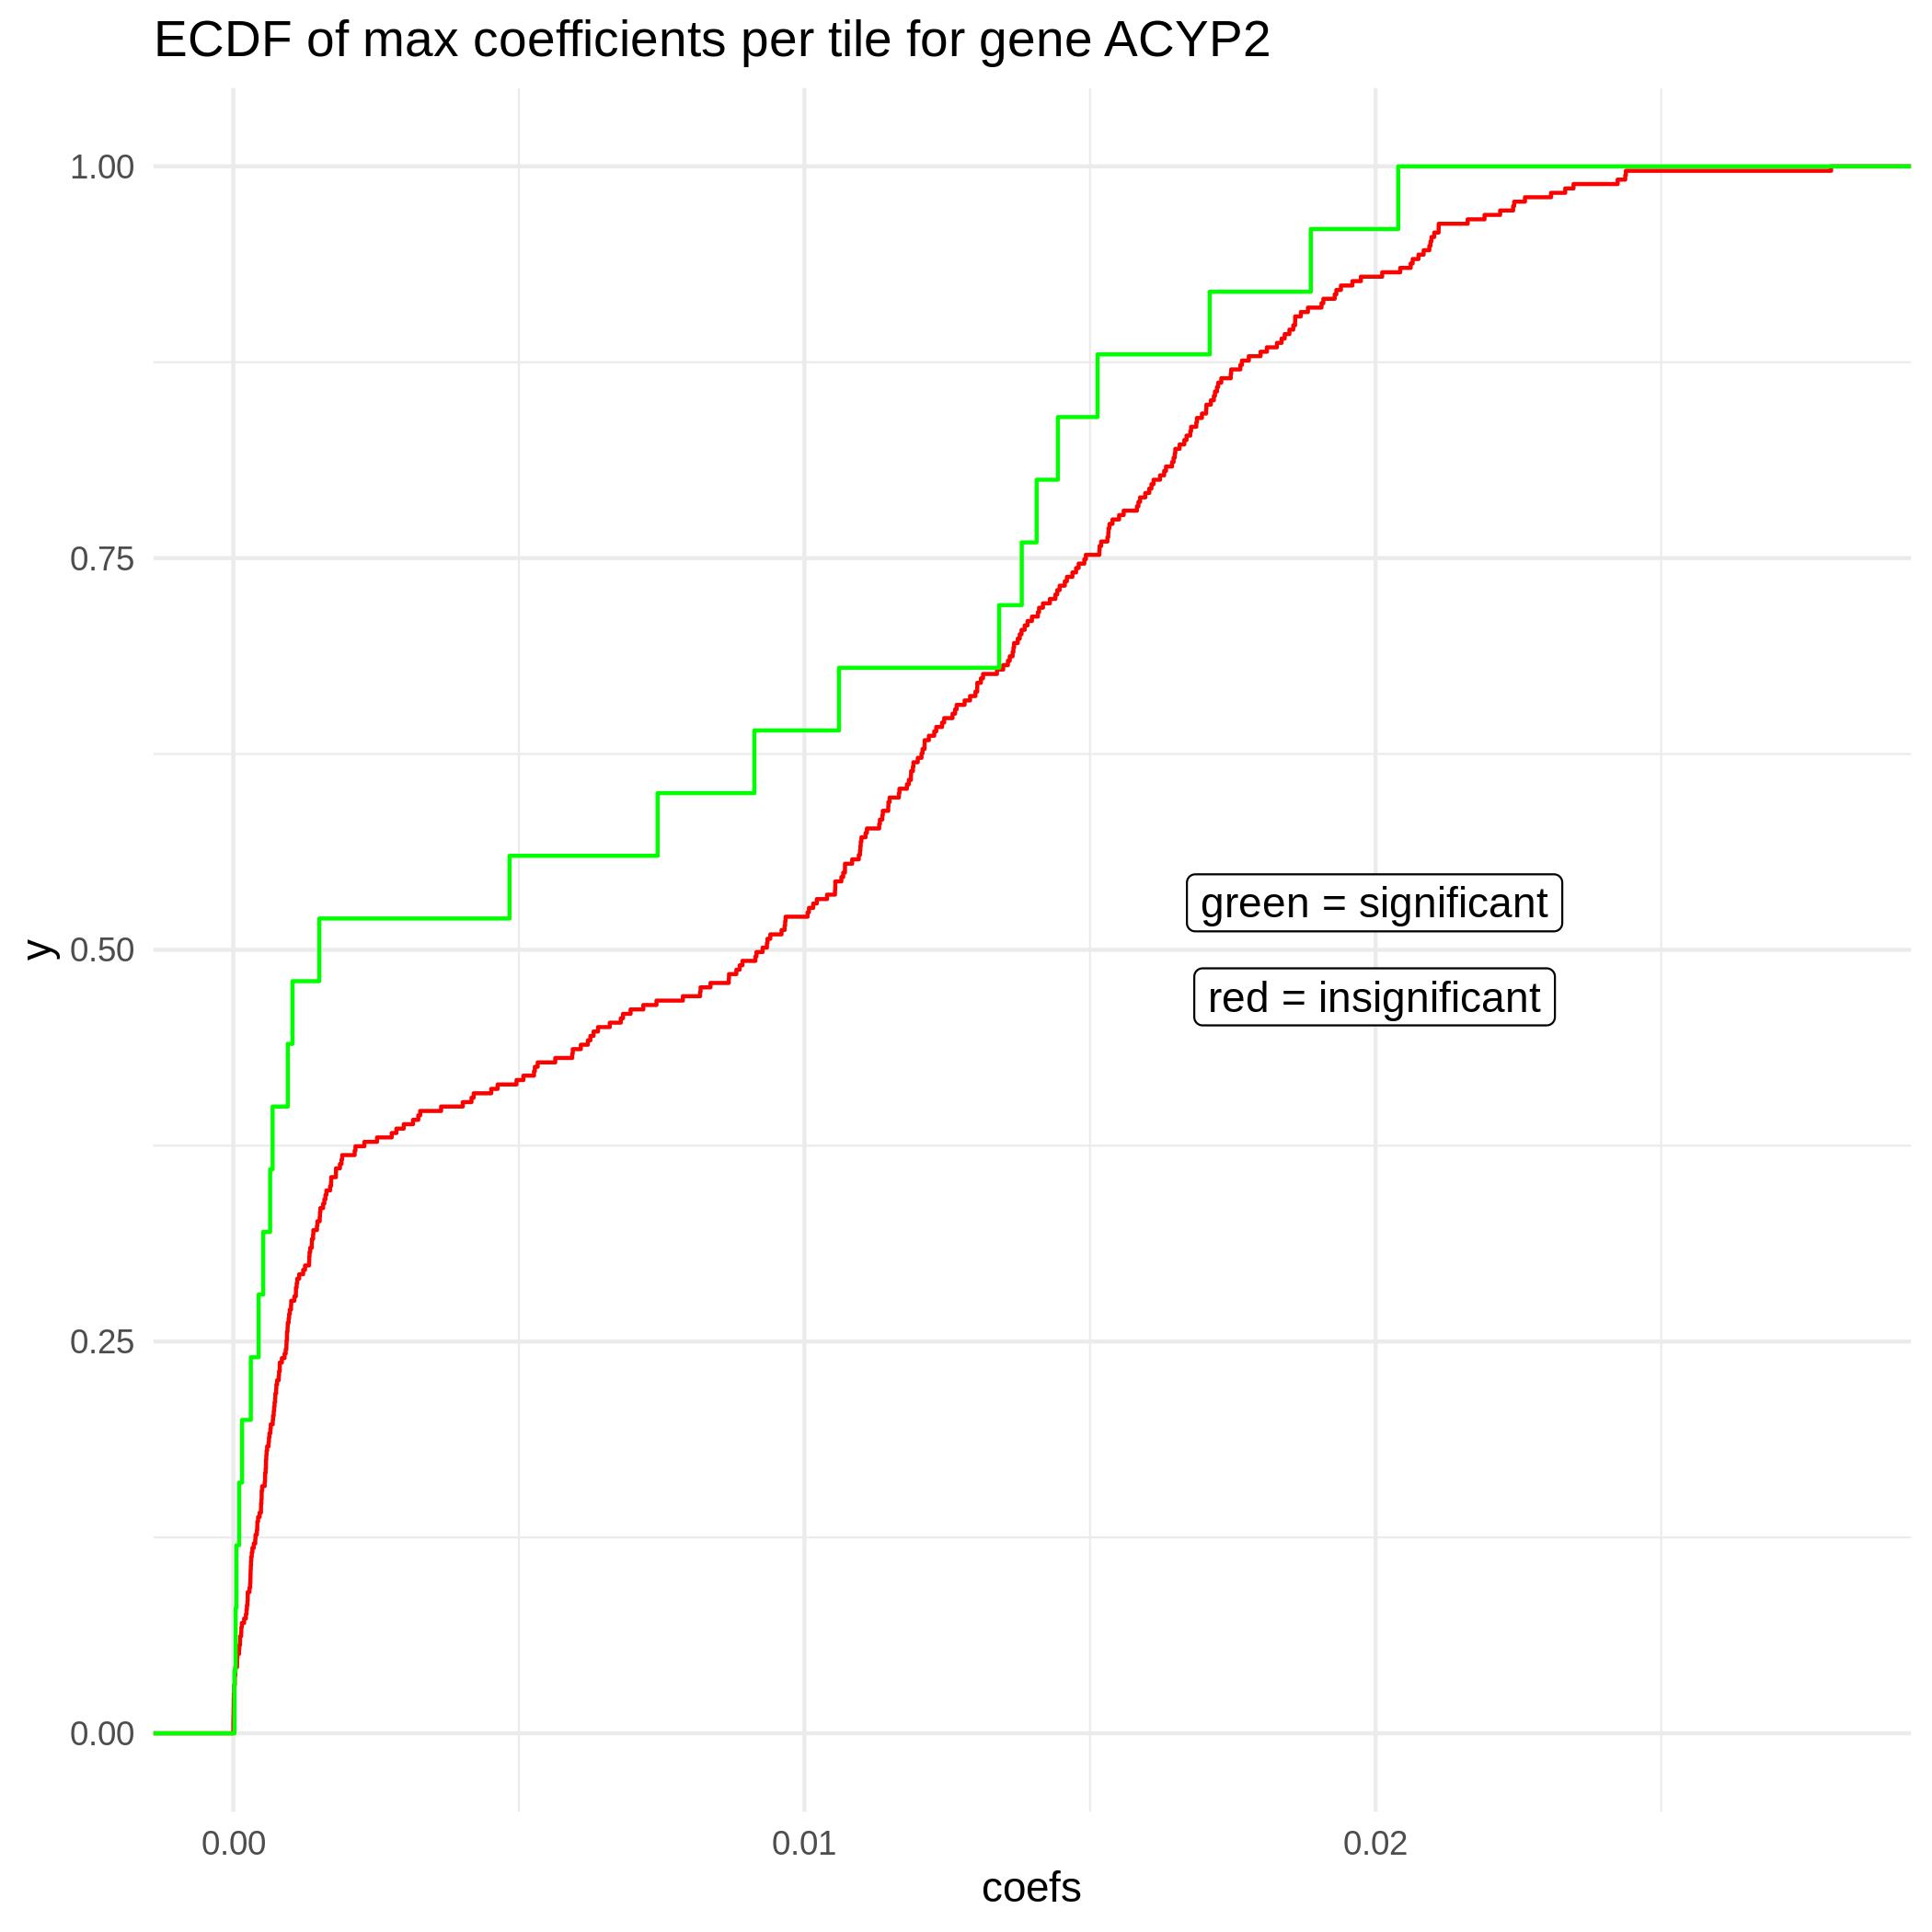 ECDF of max coefficients per tile for gene ACYP2
1.00
0.75
0.50
0.25
0.00
y
green = significant
red = insignificant
0.00
0.01
0.02
coefs